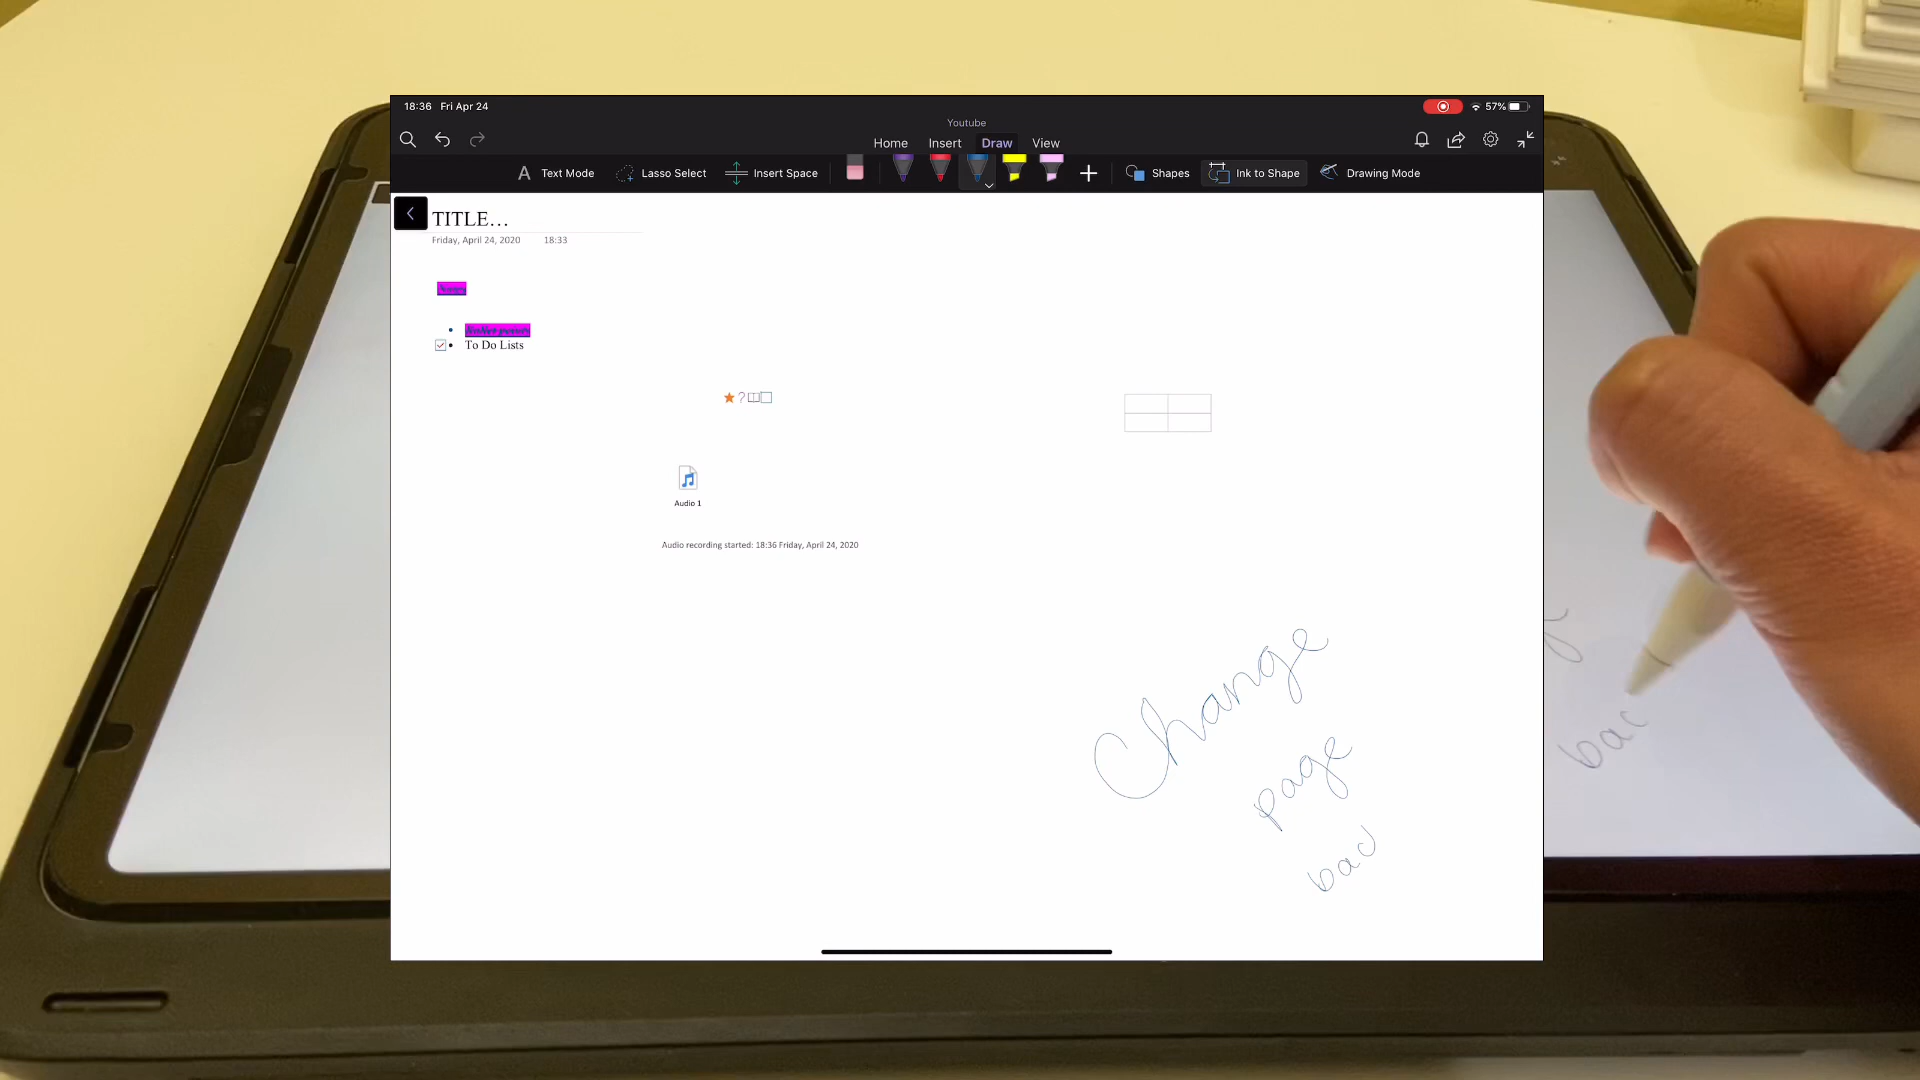 18:36 Fri Apr 24
57%
Youtube
Home Insert Draw View
Text Mode Lasso Select Insert Space Shapes Ink to Shape Drawing Mode
TITLE...
Friday, April 24, 2020 18:33
To Do Lists
?
Audio 1
Audio recording started: 18:36 Friday, April 24, 2020
Change
page
bac
bac